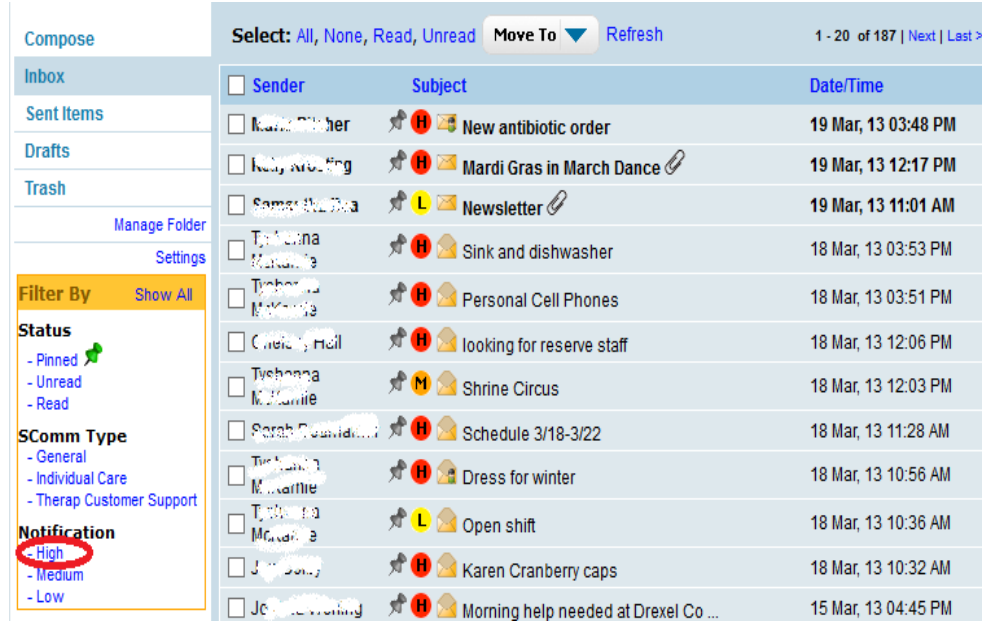 Compose
Inbox
Sent Items
Drafts
Trash
Manage Folder
Settings
Filter By Show All
Status
- Pinned
- Unread
- Read
SComm Type
- General
- Individual Care
- Therap Customer Support
Notification
- High
- Medium
- Low
Select: All, None, Read, Unread Move To Refresh 1 - 20 of 187 | Next | Last >
Sender Subject Date/Time
H New antibiotic order 19 Mar, 13 03:48 PM
H Mardi Gras in March Dance 19 Mar, 13 12:17 PM
L Newsletter 19 Mar, 13 11:01 AM
H Sink and dishwasher 18 Mar, 13 03:53 PM
H Personal Cell Phones 18 Mar, 13 03:51 PM
Hall H looking for reserve staff 18 Mar, 13 12:06 PM
M Shrine Circus 18 Mar, 13 12:03 PM
H Schedule 3/18-3/22 18 Mar, 13 11:28 AM
H Dress for winter 18 Mar, 13 10:56 AM
L Open shift 18 Mar, 13 10:36 AM
H Karen Cranberry caps 18 Mar, 13 10:32 AM
H Morning help needed at Drexel Co ... 15 Mar, 13 04:45 PM